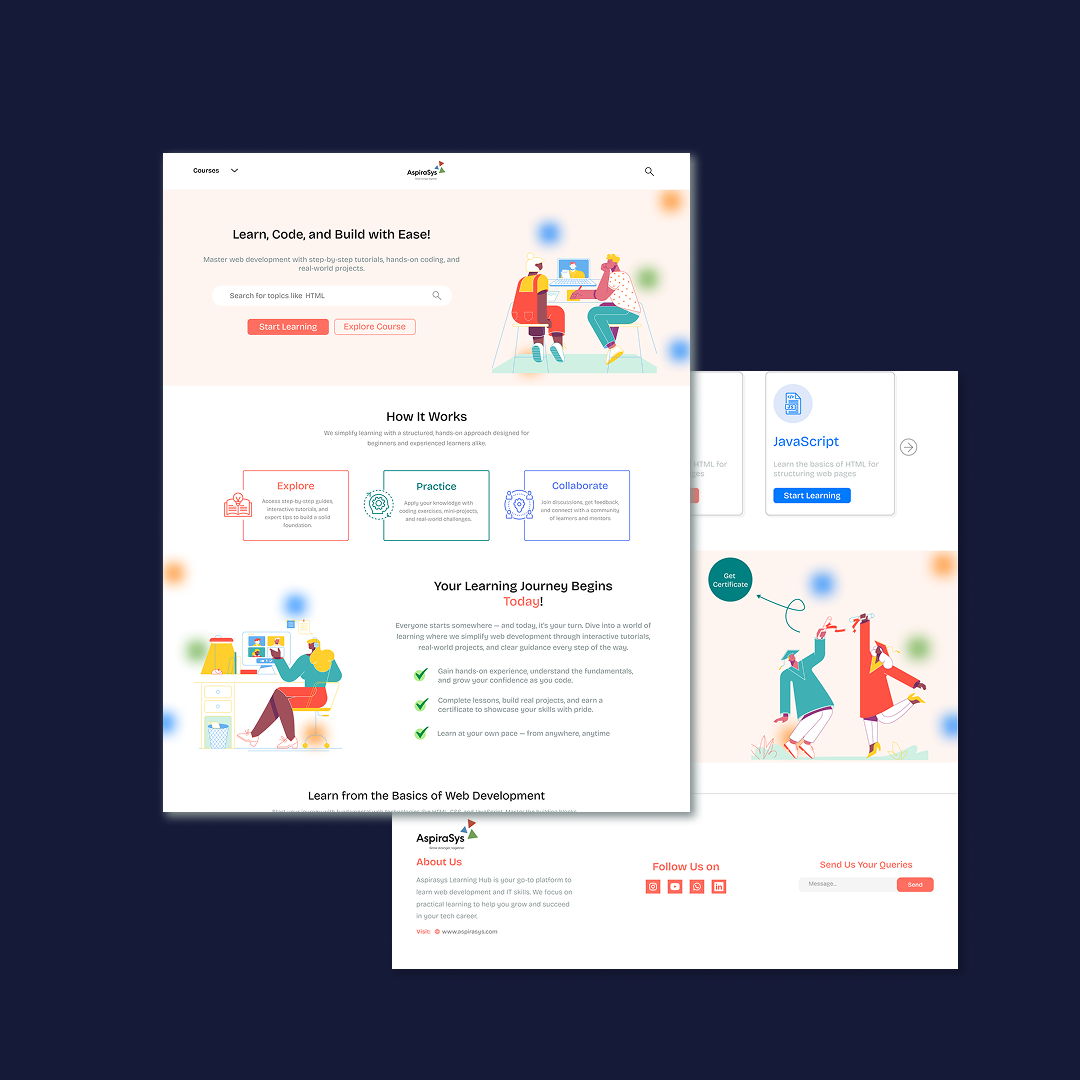 Courses
AspiraSys
Learn, Code, and Build with Ease!
Master web development with step-by-step tutorials, hands-on coding, and
real-world projects.
Search for topics like HTML
Start Learning
Explore Course
How It Works
We simplify learning with a structured, hands-on approach designed for
beginners and experienced learners alike.
Explore
Access step-by-step guides,
interactive tutorials, and
expert tips to build a solid
foundation.
Practice
Apply your knowledge with
coding exercises, mini-projects,
and real-world challenges.
Collaborate
Join discussions, get feedback,
and connect with a community
of learners and mentors
Your Learning Journey Begins
Today!
Everyone starts somewhere — and today, it's your turn. Dive into a world of
learning where we simplify web development through interactive tutorials,
real-world projects, and clear guidance every step of the way.
Gain hands-on experience, understand the fundamentals,
and grow your confidence as you code.
Complete lessons, build real projects, and earn a
certificate to showcase your skills with pride.
Learn at your own pace — from anywhere, anytime
Learn from the Basics of Web Development
HTML for
JavaScript
Learn the basics of HTML for
structuring web pages
Start Learning
Get
Certificate
AspiraSys
About Us
Aspirasys Learning Hub is your go-to platform to
learn web development and IT skills. We focus on
practical learning to help you grow and succeed
in your tech career.
Visit: www.aspirasys.com
Follow Us on
Send Us Your Queries
Message...
Send